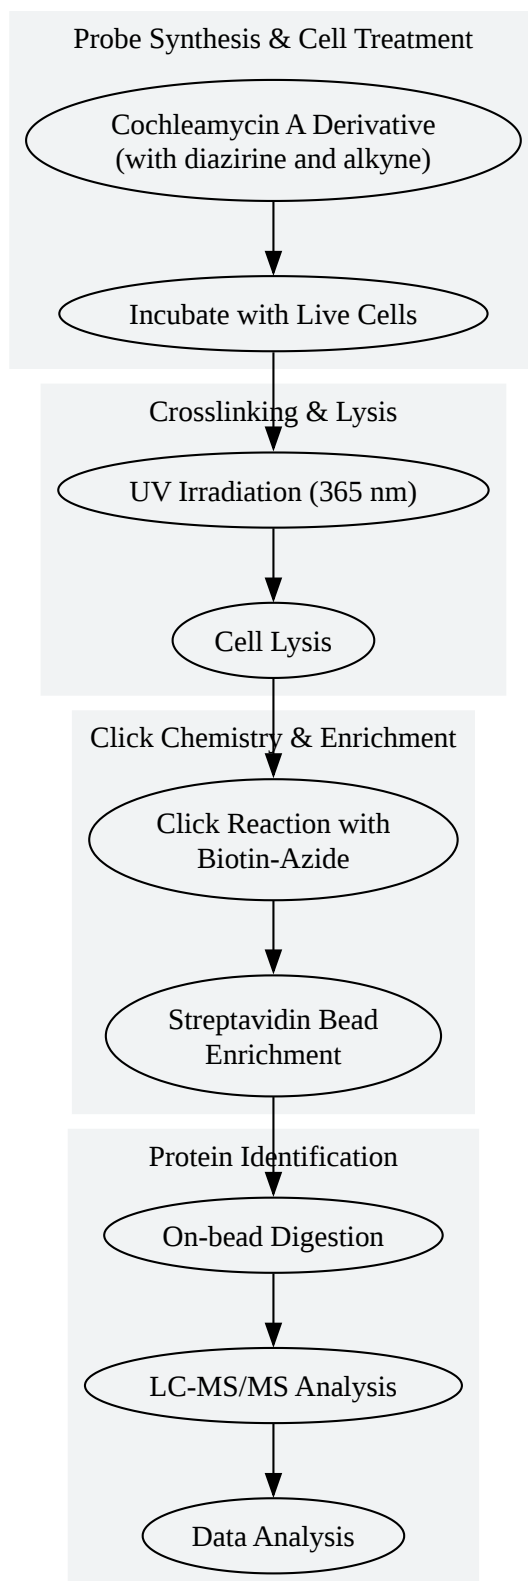 Probe Synthesis & Cell Treatment
Cochleamycin A Derivative
(with diazirine and alkyne)
Incubate with Live Cells
Crosslinking & Lysis
UV Irradiation (365 nm)
Cell Lysis
Click Chemistry & Enrichment
Click Reaction with
Biotin-Azide
Streptavidin Bead
Enrichment
Protein Identification
On-bead Digestion
LC-MS/MS Analysis
Data Analysis